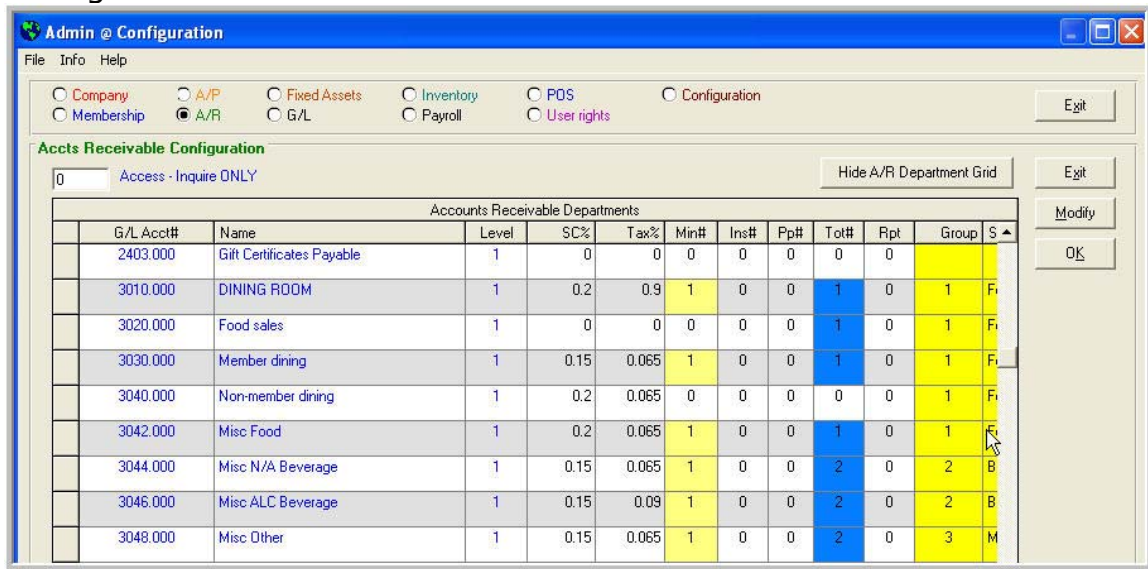 Admin @ Configuration
File Info Help
Company A/P Fixed Assets Inventory POS Configuration
Membership A/R G/L Payroll User rights
Exit
Accts Receivable Configuration
0 Access - Inquire ONLY Hide A/R Department Grid Exit
Modify
OK
Accounts Receivable Departments
G/L Acct# Name Level SC% Tax% Min# Ins# Pp# Tot# Rpt Group S
2403.000 Gift Certificates Payable 1 0 0 0 0 0 0 0
3010.000 DINING ROOM 1 0.2 0.9 1 0 0 1 0 1
3020.000 Food sales 1 0 0 0 0 0 1 0 1
3030.000 Member dining 1 0.15 0.065 1 0 0 1 0 1
3040.000 Non-member dining 1 0.2 0.065 0 0 0 0 0 1
3042.000 Misc Food 1 0.2 0.065 1 0 0 1 0 1
3044.000 Misc N/A Beverage 1 0.15 0.065 1 0 0 2 0 2 B
3046.000 Misc ALC Beverage 1 0.15 0.09 1 0 0 2 0 2 B
3048.000 Misc Other 1 0.15 0.065 1 0 0 2 0 3 M